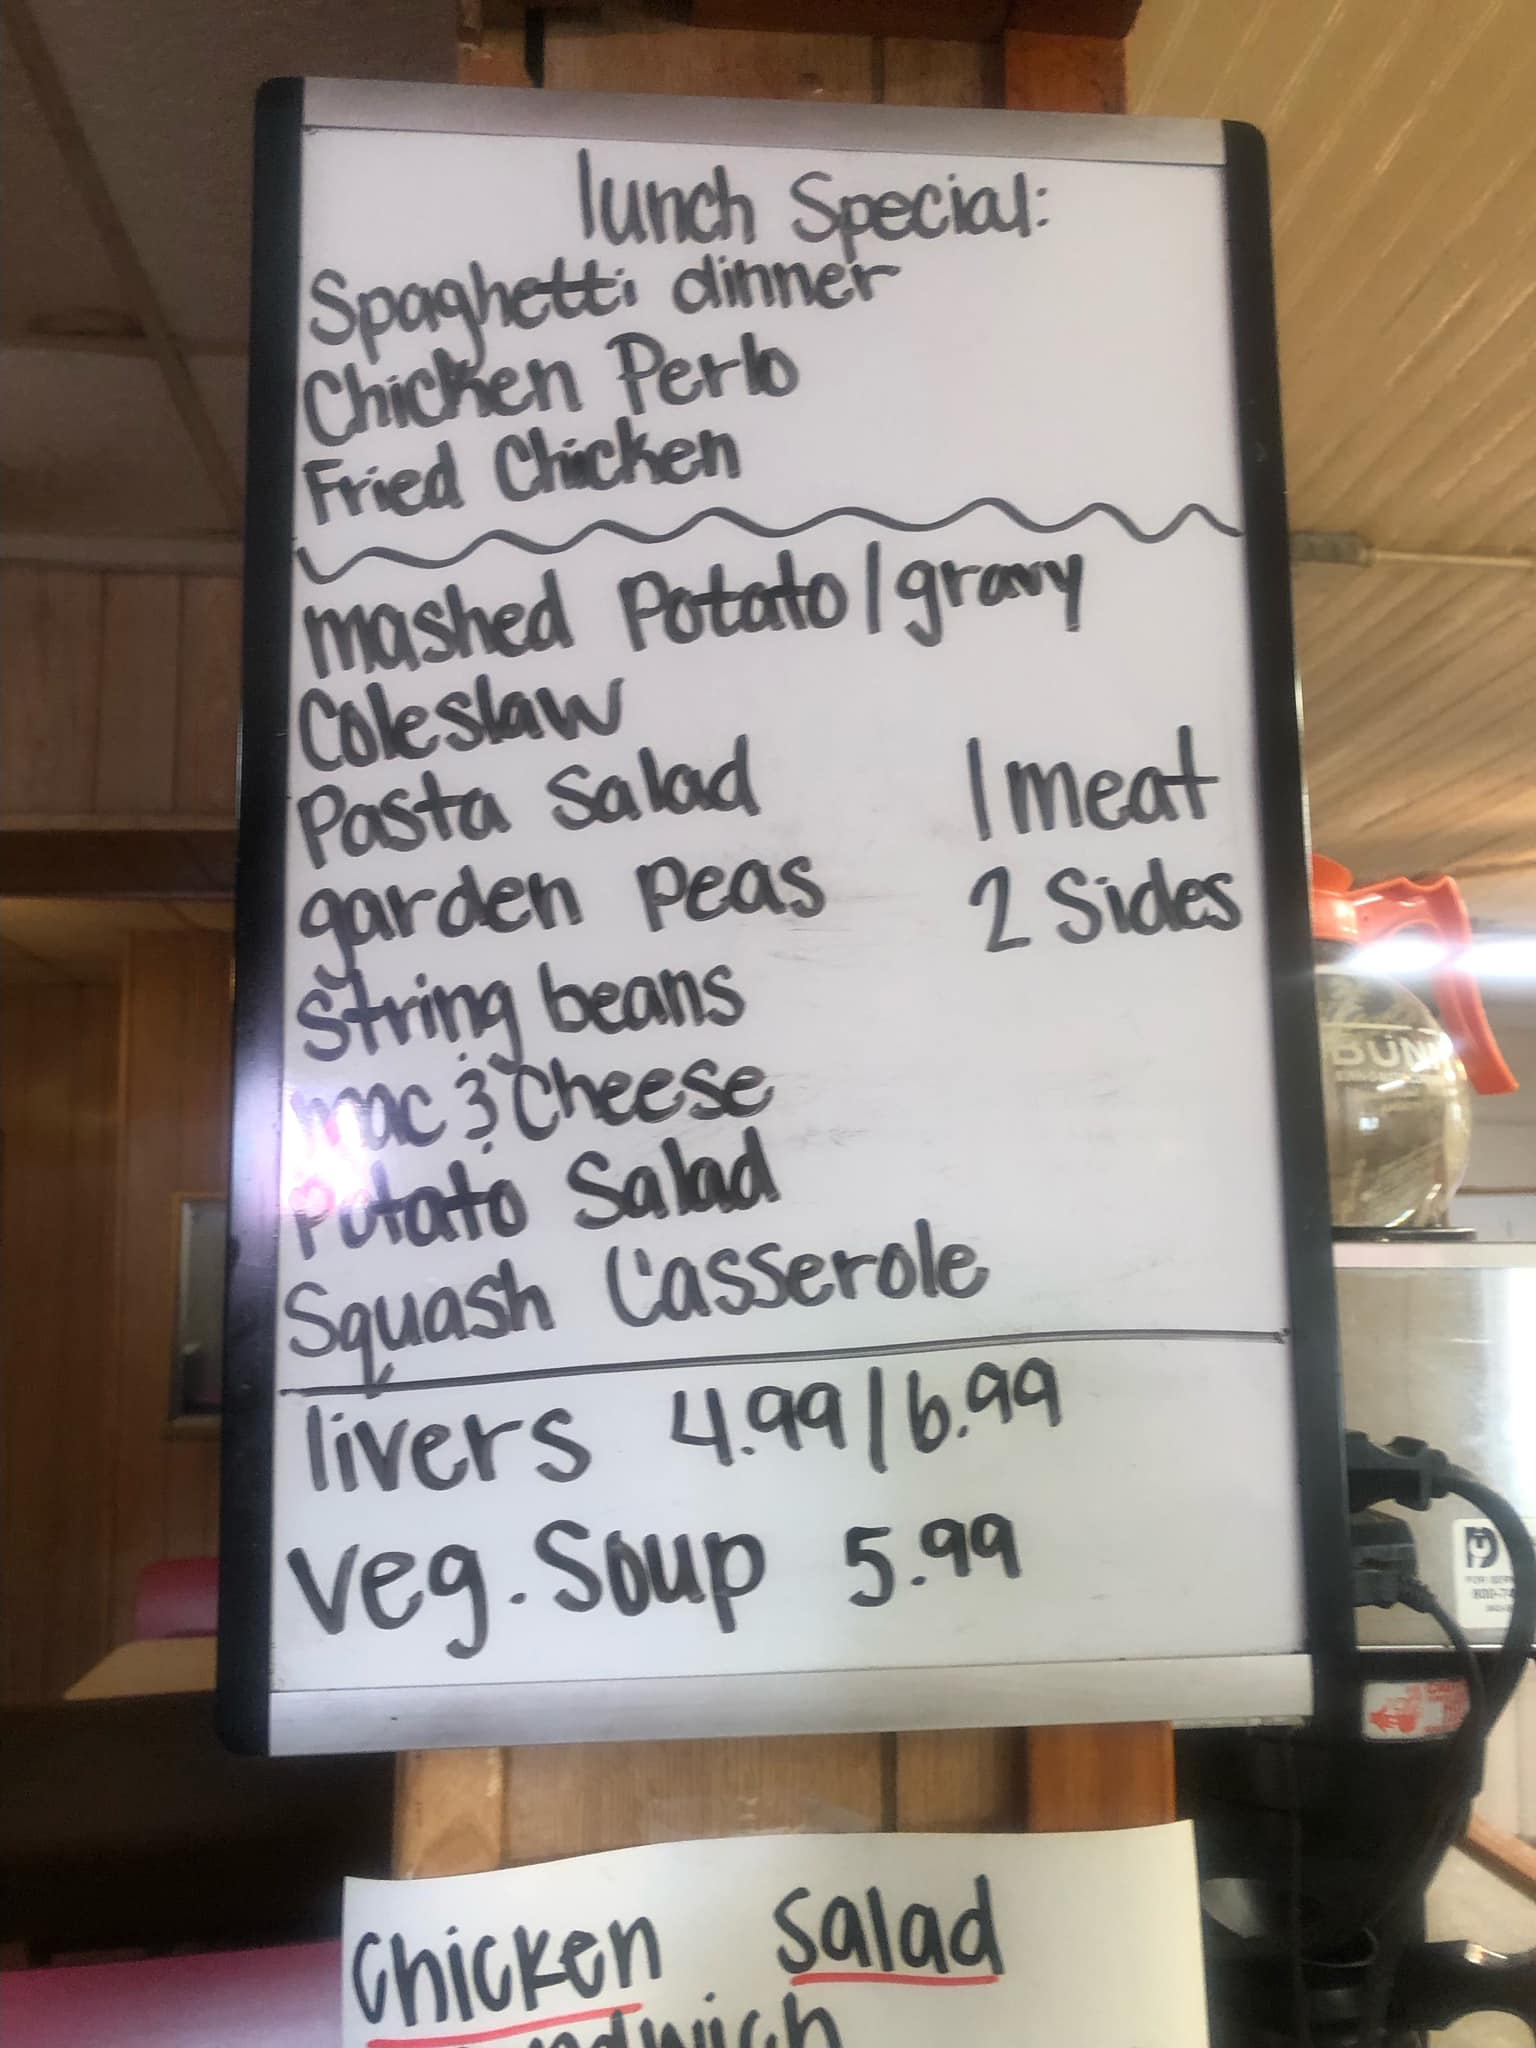 lunch Special:
Spaghetti dinner
Chicken Perlo
Fried Chicken
mashed Potato/gravy
Coleslaw
Pasta Salad
garden Peas
String beans
mac & Cheese
Potato Salad
Squash Casserole
1 meat
2 Sides
livers 4.99/6.99
veg. Soup 5.99
Chicken Salad